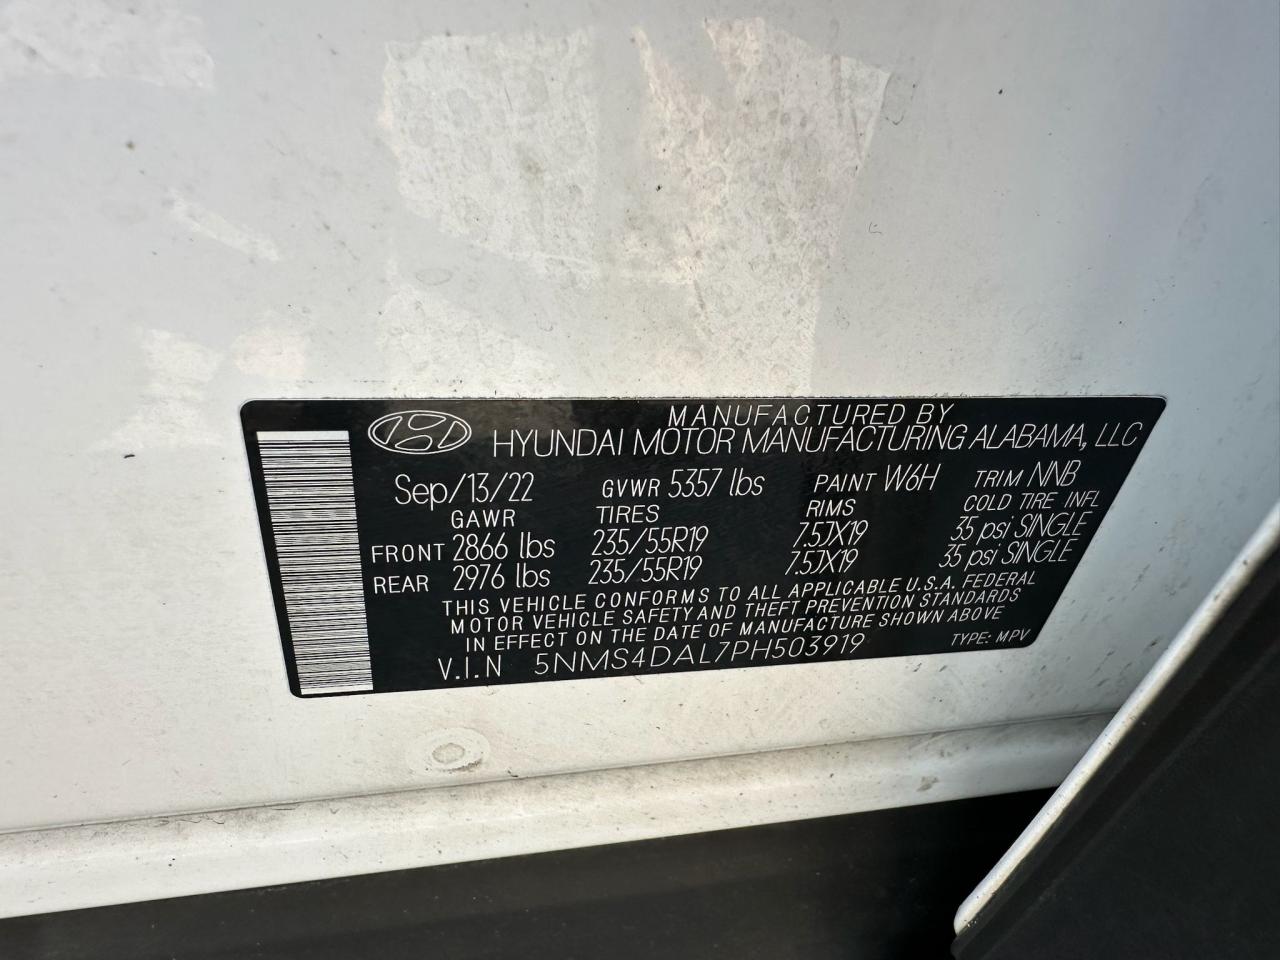 MANUFACTURED BY
HYUNDAI MOTOR MANUFACTURING ALABAMA, LLC
Sep/13/22 GVWR 5357 lbs PAINT W6H TRIM NNB
GAWR TIRES RIMS COLD TIRE INFL
FRONT 2866 lbs 235/55R19 7.5JX19 35 psi SINGLE
REAR 2976 lbs 235/55R19 7.5JX19 35 psi SINGLE
THIS VEHICLE CONFORMS TO ALL APPLICABLE U.S.A. FEDERAL
MOTOR VEHICLE SAFETY AND THEFT PREVENTION STANDARDS
IN EFFECT ON THE DATE OF MANUFACTURE SHOWN ABOVE
V.I.N 5NMS4DAL7PH503919 TYPE: MPV